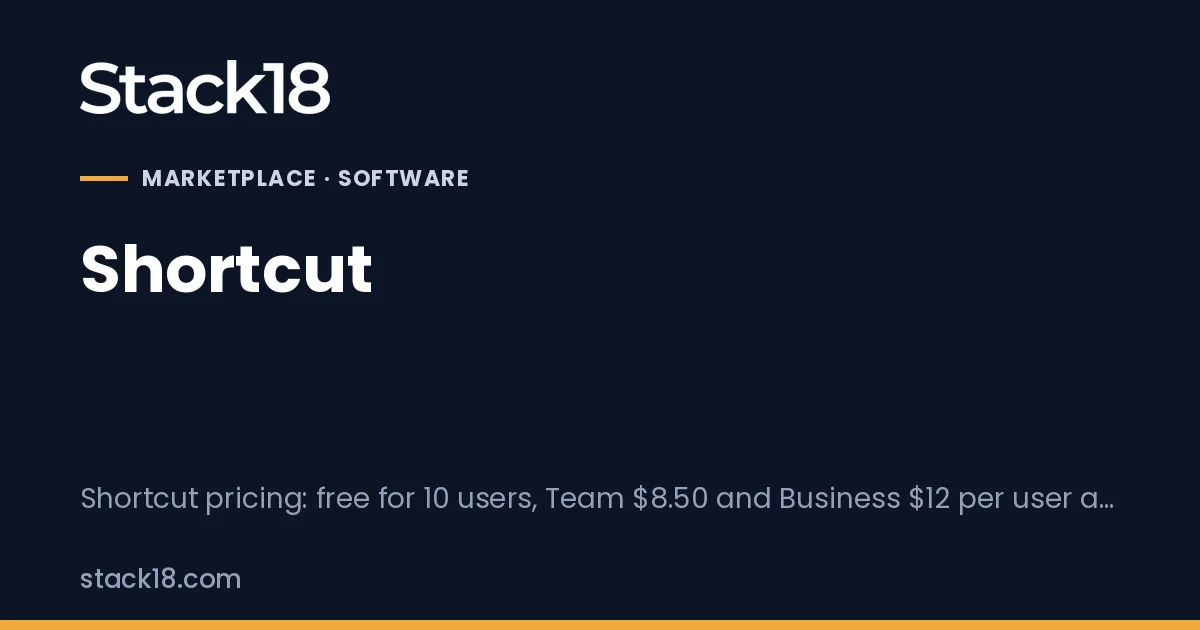 Stack18
MARKETPLACE · SOFTWARE
Shortcut
Shortcut pricing: free for 10 users, Team $8.50 and Business $12 per user a…
stack18.com